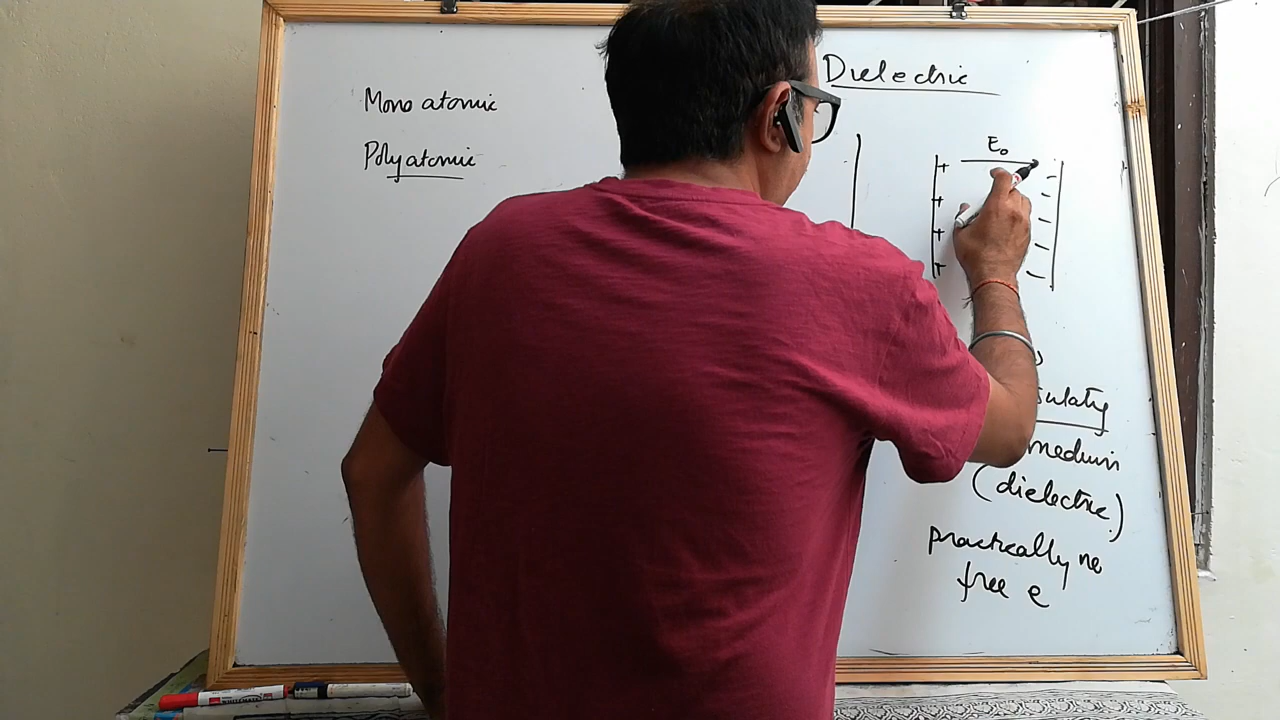 Mono atomic
Polyatomic
Dielectric
E₀
+ -
+ -
+ -
+ -
-
medium
(dielectric)
practically no
free e